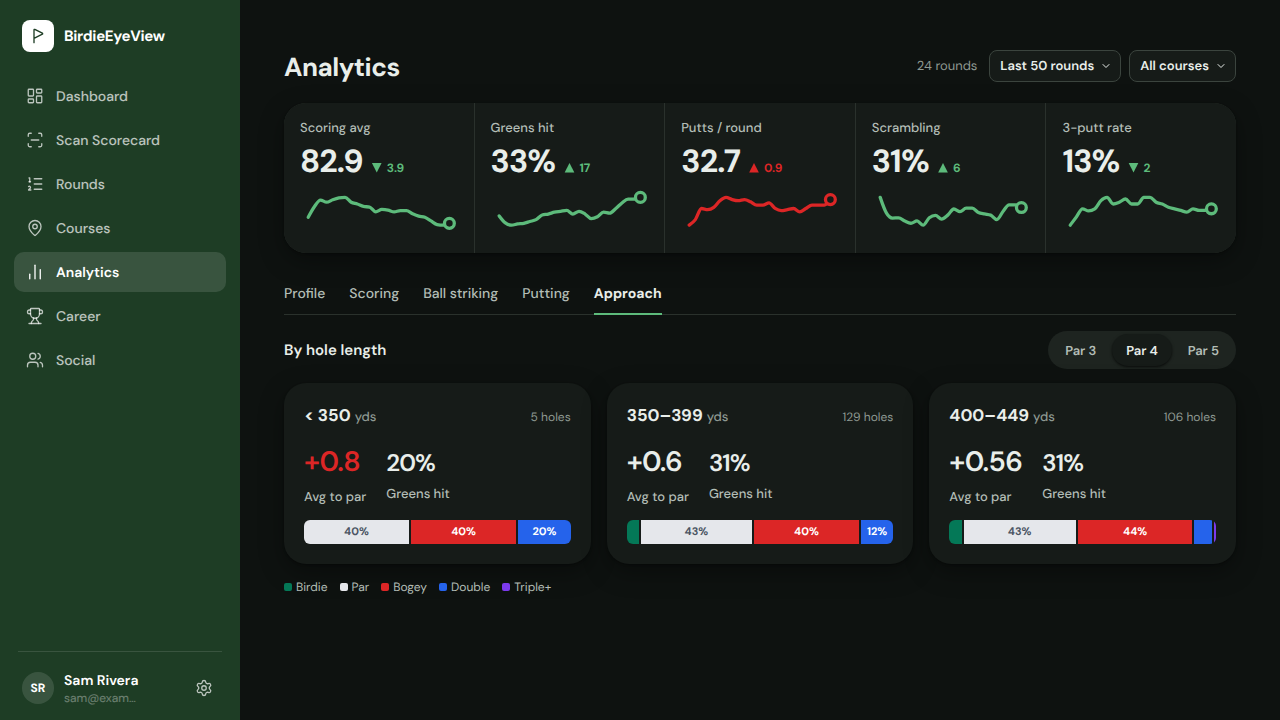 BirdieEyeView
Dashboard
Scan Scorecard
Rounds
Courses
Analytics
Career
Social
SR
Sam Rivera
sam@exam...
Analytics
24 rounds
Last 50 rounds
All courses
Scoring avg
82.9 ▼ 3.9
Greens hit
33% ▲ 17
Putts / round
32.7 ▲ 0.9
Scrambling
31% ▲ 6
3-putt rate
13% ▼ 2
Profile Scoring Ball striking Putting Approach
By hole length
Par 3 Par 4 Par 5
< 350 yds 5 holes
+0.8 20%
Avg to par Greens hit
40% 40% 20%
350–399 yds 129 holes
+0.6 31%
Avg to par Greens hit
43% 40% 12%
400–449 yds 106 holes
+0.56 31%
Avg to par Greens hit
43% 44%
Birdie Par Bogey Double Triple+